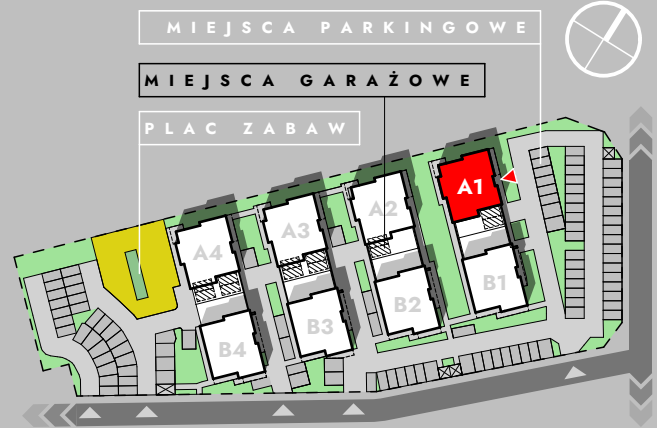 MIEJSCA PARKINGOWE
MIEJSCA GARAŻOWE
PLAC ZABAW
A1
A2
A3
A4
B1
B2
B3
B4